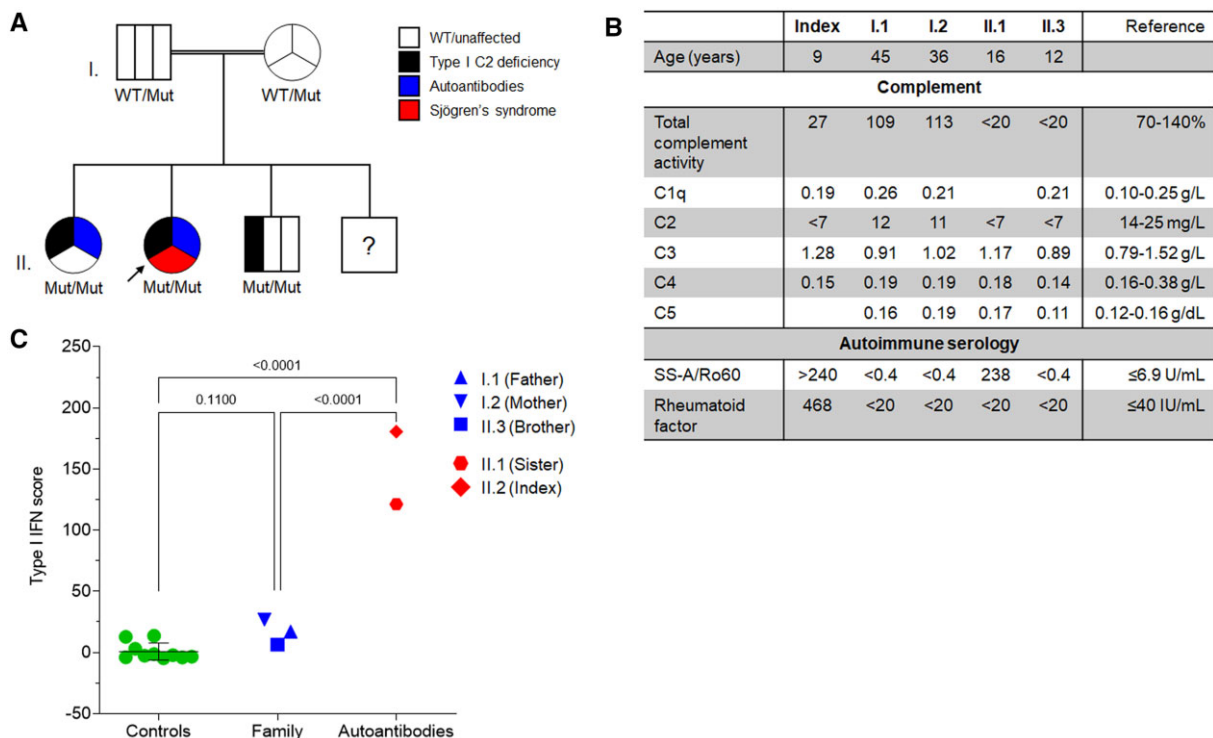 A
I.
WT/Mut
WT/Mut
WT/unaffected
Type I C2 deficiency
Autoantibodies
Sjögren's syndrome
II.
?
Mut/Mut
Mut/Mut
Mut/Mut
B
Index I.1 I.2 II.1 II.3 Reference
Age (years) 9 45 36 16 12
Complement
Total complement activity 27 109 113 <20 <20 70-140%
C1q 0.19 0.26 0.21 0.21 0.10-0.25 g/L
C2 <7 12 11 <7 <7 14-25 mg/L
C3 1.28 0.91 1.02 1.17 0.89 0.79-1.52 g/L
C4 0.15 0.19 0.19 0.18 0.14 0.16-0.38 g/L
C5 0.16 0.19 0.17 0.11 0.12-0.16 g/dL
Autoimmune serology
SS-A/Ro60 >240 <0.4 <0.4 238 <0.4 ≤6.9 U/mL
Rheumatoid factor 468 <20 <20 <20 <20 ≤40 IU/mL
C
Type I IFN score
250
200
150
100
50
0
-50
<0.0001
0.1100
<0.0001
Controls
Family
Autoantibodies
I.1 (Father)
I.2 (Mother)
II.3 (Brother)
II.1 (Sister)
II.2 (Index)